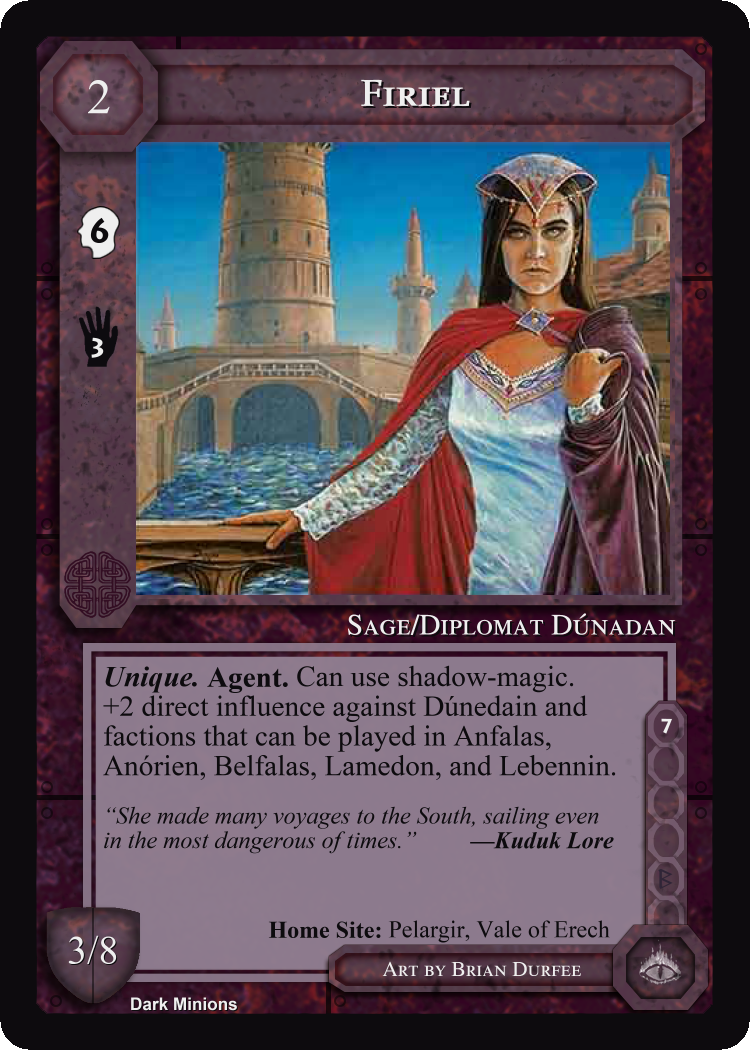 2
Firiel
6
3
Sage/Diplomat Dúnadan
Unique. Agent. Can use shadow-magic.
+2 direct influence against Dúnedain and
factions that can be played in Anfalas,
Anórien, Belfalas, Lamedon, and Lebennin.
7
“She made many voyages to the South, sailing even
in the most dangerous of times.” —Kuduk Lore
Home Site: Pelargir, Vale of Erech
3/8
Art by Brian Durfee
Dark Minions